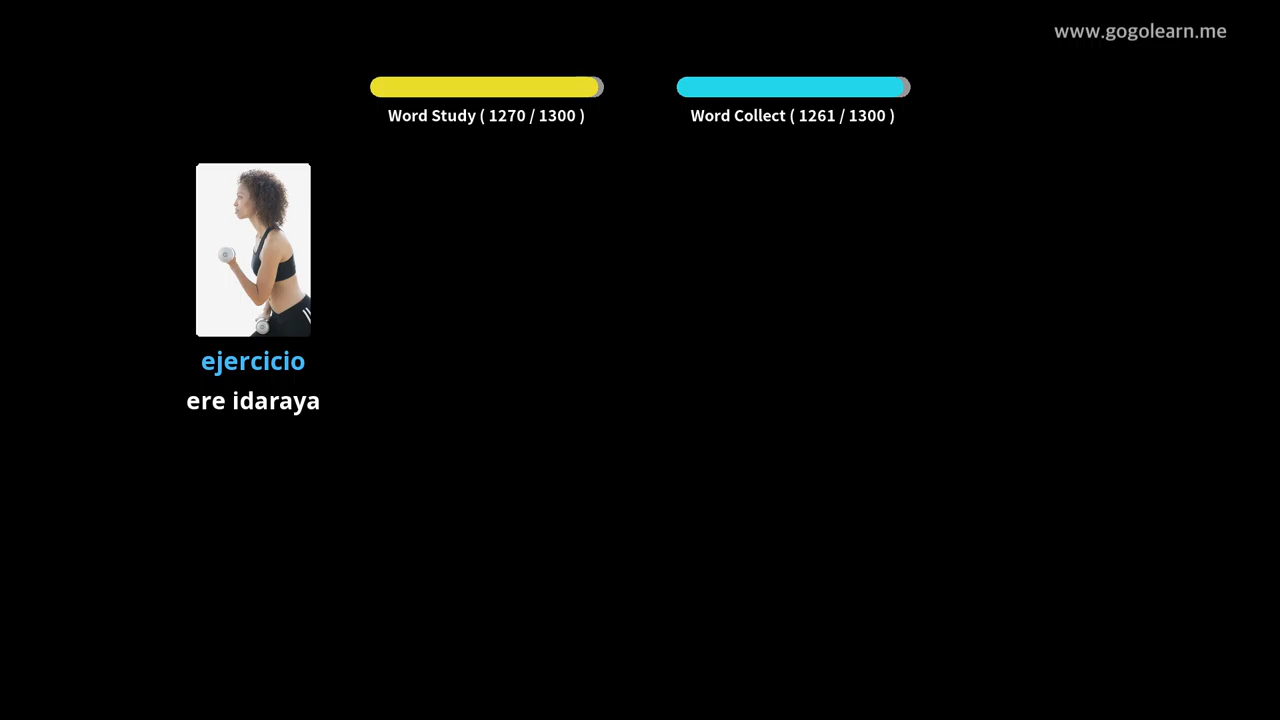 www.gogolearn.me
Word Study ( 1270 / 1300 )
Word Collect ( 1261 / 1300 )
ejercicio
ere idaraya